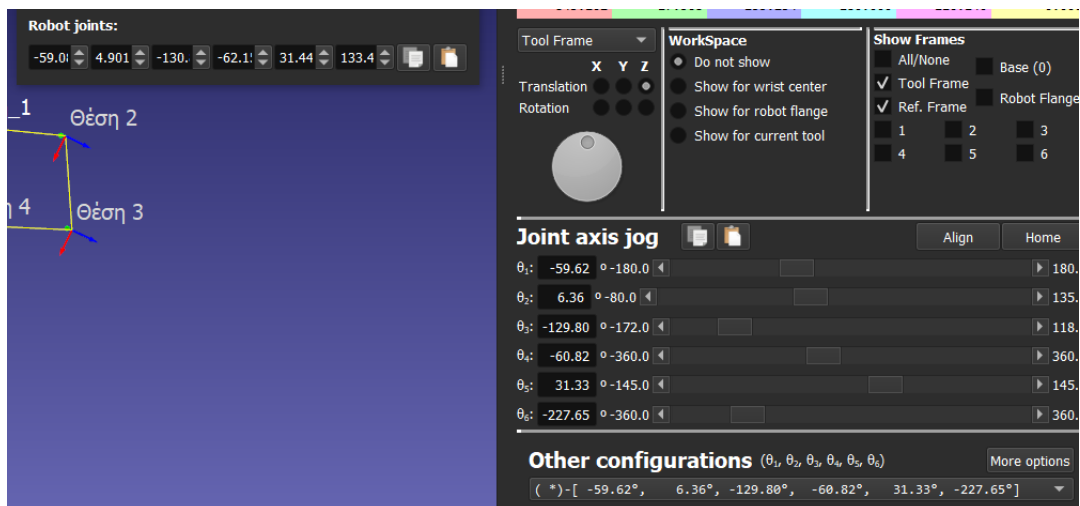 Robot joints:
-59.0 4.901 -130. -62.1 31.44 133.4
_1
Θέση 2
4
Θέση 3
Tool Frame
X Y Z
Translation
Rotation
WorkSpace
Do not show
Show for wrist center
Show for robot flange
Show for current tool
Show Frames
All/None
Base (0)
Tool Frame
Robot Flange
Ref. Frame
1 2 3
4 5 6
Joint axis jog
Align
Home
θ₁: -59.62 º -180.0 180.
θ₂: 6.36 º -80.0 135.
θ₃: -129.80 º -172.0 118.
θ₄: -60.82 º -360.0 360.
θ₅: 31.33 º -145.0 145.
θ₆: -227.65 º -360.0 360.
Other configurations (θ₁, θ₂, θ₃, θ₄, θ₅, θ₆)
More options
( *)-[ -59.62°, 6.36°, -129.80°, -60.82°, 31.33°, -227.65°]